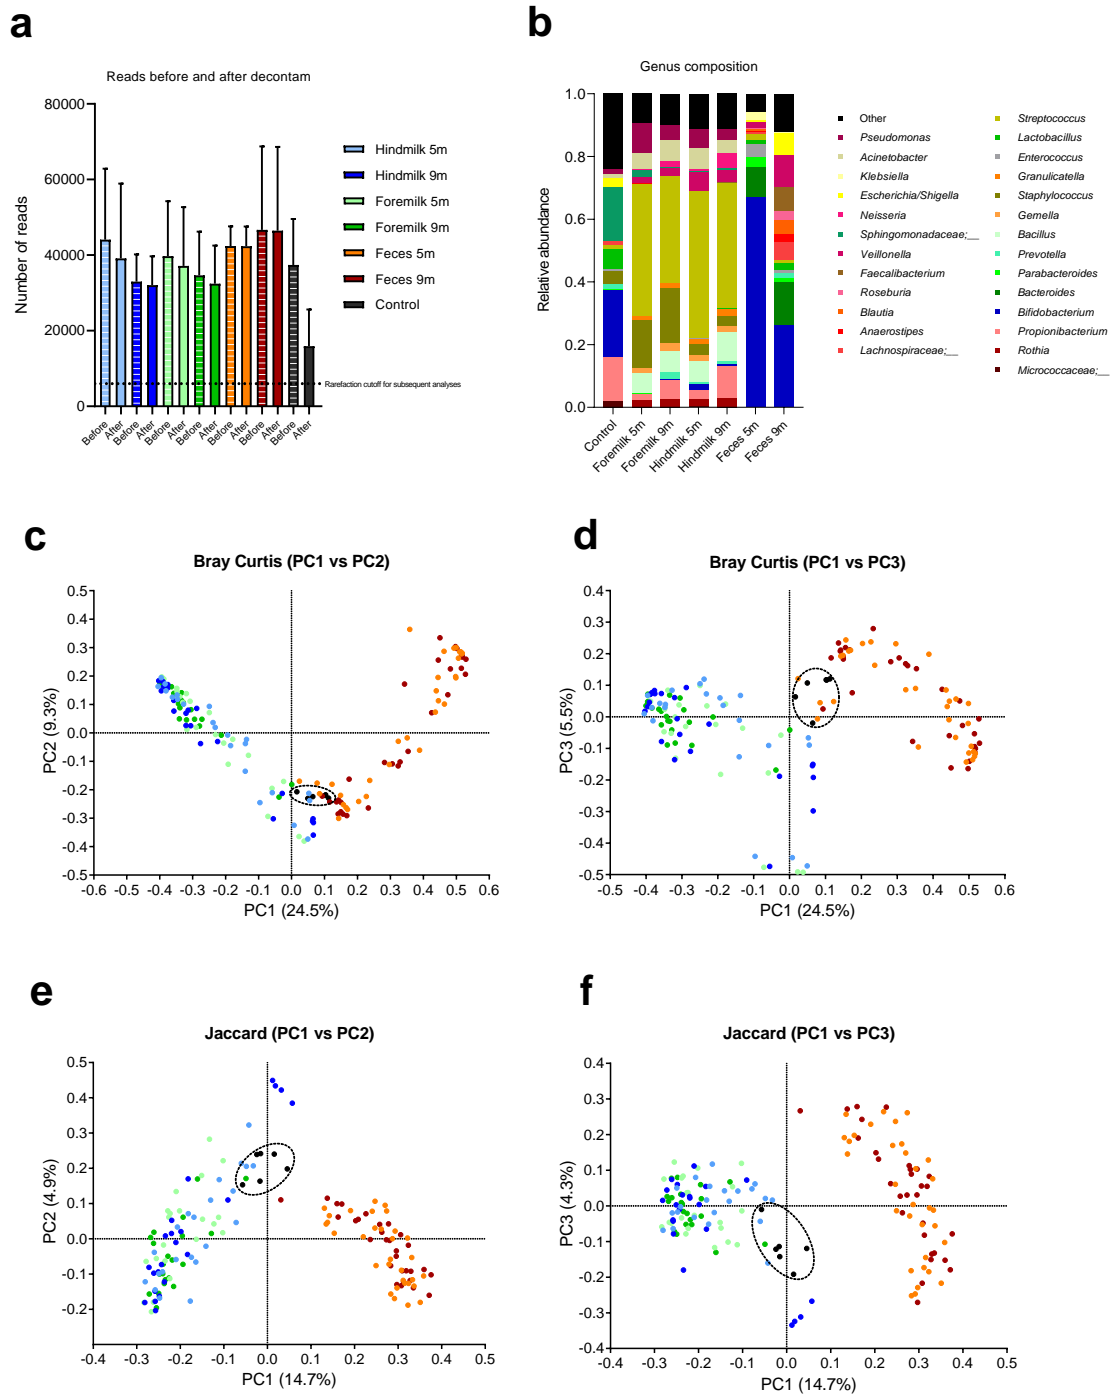 a
Reads before and after decontam
Number of reads
80000
60000
40000
20000
0
Rarefaction cutoff for subsequent analyses
Before
After
Before
After
Before
After
Before
After
Before
After
Before
After
Before
After
Hindmilk 5m
Hindmilk 9m
Foremilk 5m
Foremilk 9m
Feces 5m
Feces 9m
Control
b
Genus composition
Relative abundance
1.0
0.8
0.6
0.4
0.2
0.0
Control
Foremilk 5m
Foremilk 9m
Hindmilk 5m
Hindmilk 9m
Feces 5m
Feces 9m
Other
Pseudomonas
Acinetobacter
Klebsiella
Escherichia/Shigella
Neisseria
Sphingomonadaceae;__
Veillonella
Faecalibacterium
Roseburia
Blautia
Anaerostipes
Lachnospiraceae;__
Streptococcus
Lactobacillus
Enterococcus
Granulicatella
Staphylococcus
Gemella
Bacillus
Prevotella
Parabacteroides
Bacteroides
Bifidobacterium
Propionibacterium
Rothia
Micrococcaceae;__
c
Bray Curtis (PC1 vs PC2)
PC2 (9.3%)
0.5
0.4
0.3
0.2
0.1
0.0
-0.1
-0.2
-0.3
-0.4
-0.5
-0.6 -0.5 -0.4 -0.3 -0.2 -0.1 0.0 0.1 0.2 0.3 0.4 0.5 0.6
PC1 (24.5%)
d
Bray Curtis (PC1 vs PC3)
PC3 (5.5%)
0.4
0.3
0.2
0.1
0.0
-0.1
-0.2
-0.3
-0.4
-0.5
-0.5 -0.4 -0.3 -0.2 -0.1 0.0 0.1 0.2 0.3 0.4 0.5 0.6
PC1 (24.5%)
e
Jaccard (PC1 vs PC2)
PC2 (4.9%)
0.5
0.4
0.3
0.2
0.1
0.0
-0.1
-0.2
-0.4 -0.3 -0.2 -0.1 0.0 0.1 0.2 0.3 0.4 0.5
PC1 (14.7%)
f
Jaccard (PC1 vs PC3)
PC3 (4.3%)
0.4
0.3
0.2
0.1
0.0
-0.1
-0.2
-0.3
-0.4
-0.4 -0.3 -0.2 -0.1 0.0 0.1 0.2 0.3 0.4 0.5
PC1 (14.7%)